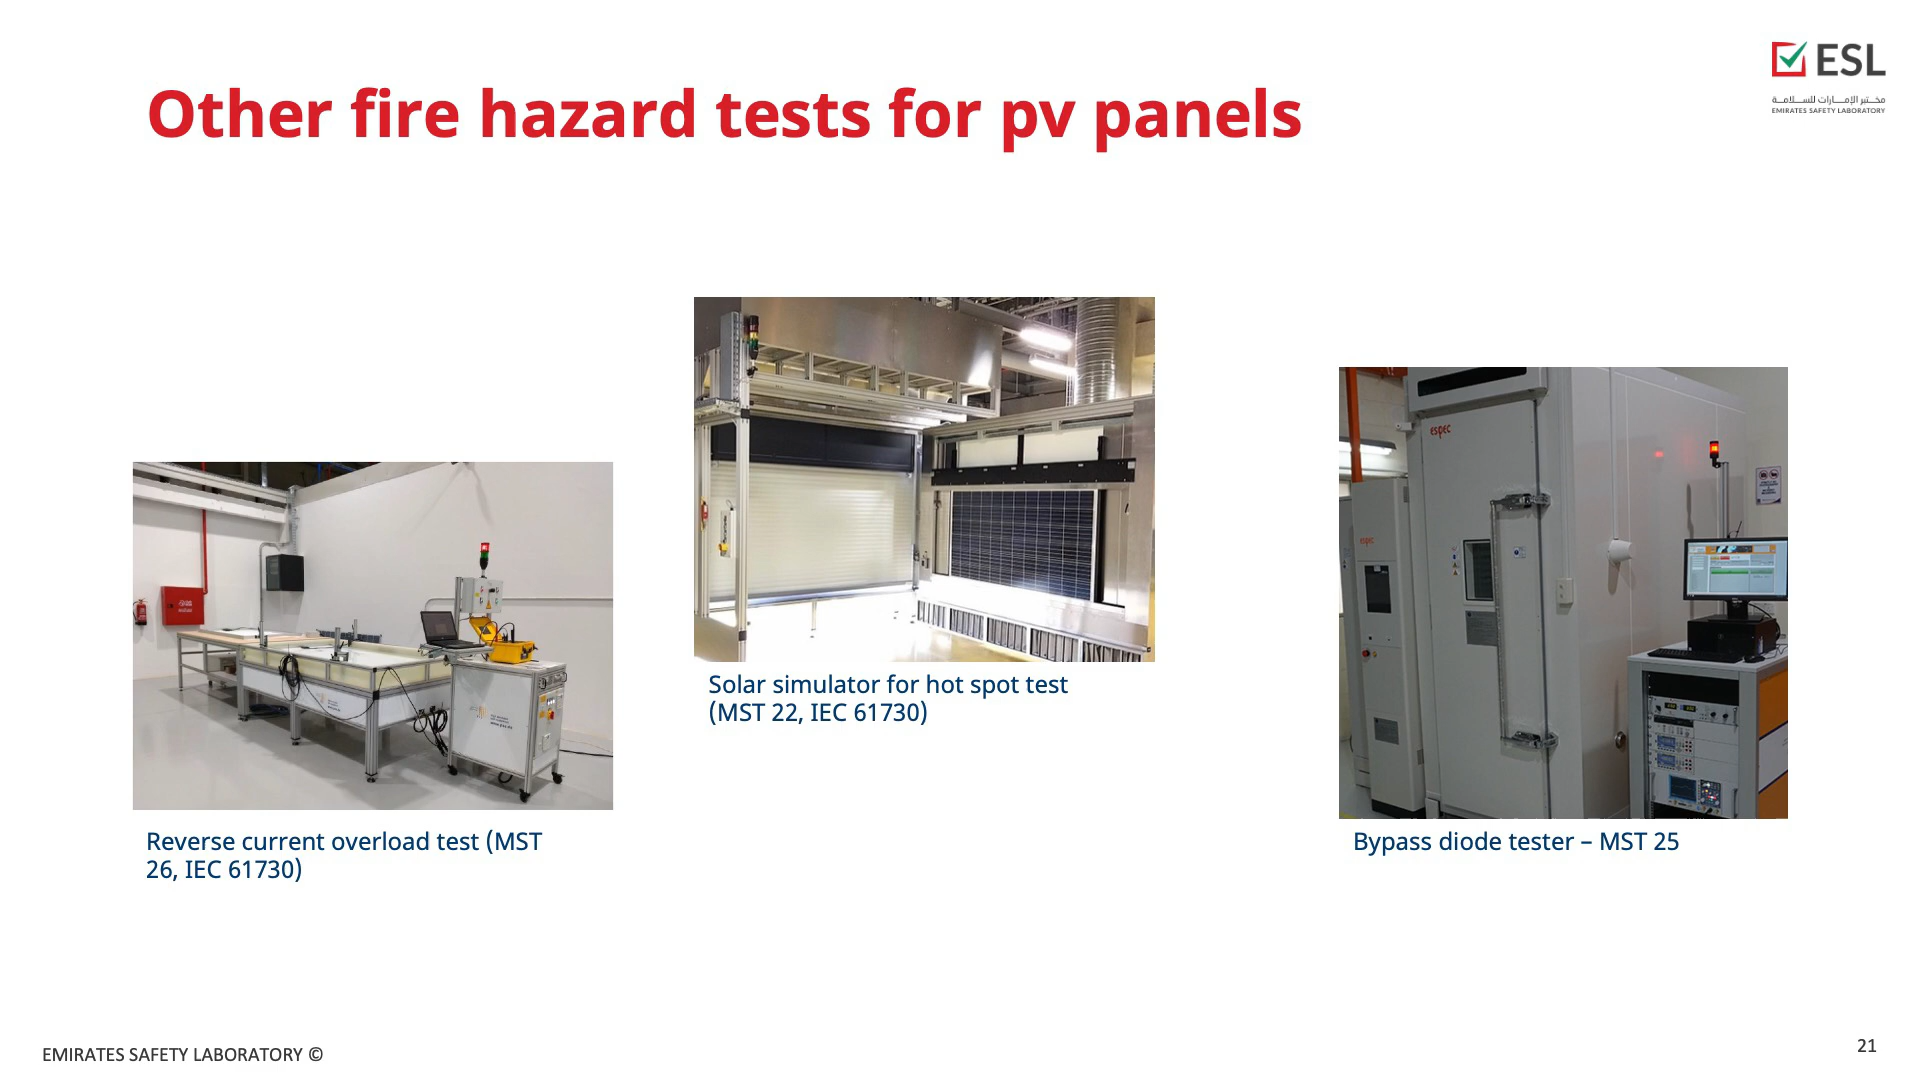 Other fire hazard tests for pv panels
ESL
مختبر الإمارات للسلامة
EMIRATES SAFETY LABORATORY
espec
espec
Solar simulator for hot spot test
(MST 22, IEC 61730)
Reverse current overload test (MST
26, IEC 61730)
Bypass diode tester – MST 25
EMIRATES SAFETY LABORATORY ©
21